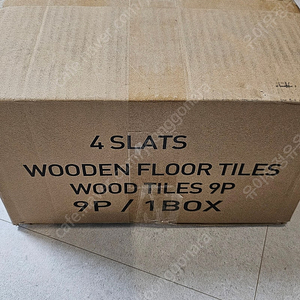 4 SLATS
WOODEN FLOOR TILES
WOOD TILES 9P
9P / 1BOX